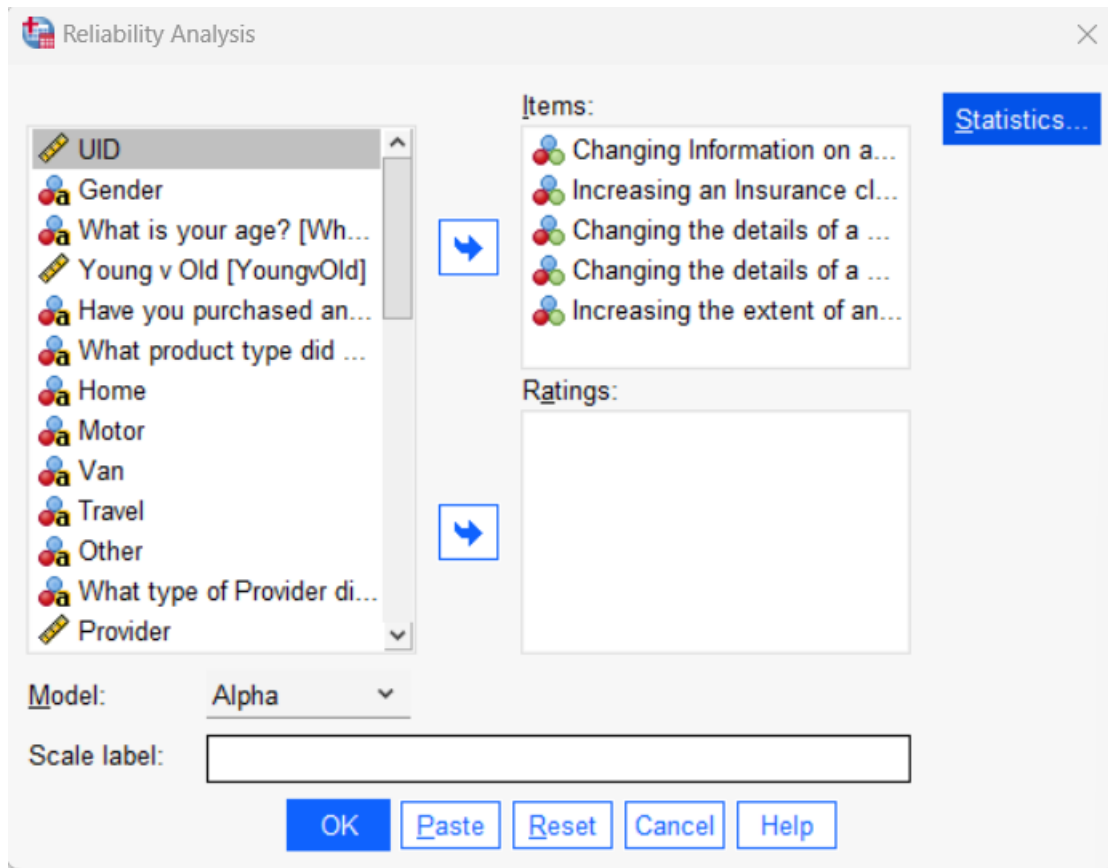 Reliability Analysis
Items:
Statistics...
UID
Gender
What is your age? [Wh...
Young v Old [YoungvOld]
Have you purchased an...
What product type did ...
Home
Motor
Van
Travel
Other
What type of Provider di...
Provider
Changing Information on a...
Increasing an Insurance cl...
Changing the details of a ...
Changing the details of a ...
Increasing the extent of an...
Ratings:
Model:
Alpha
Scale label:
OK
Paste
Reset
Cancel
Help